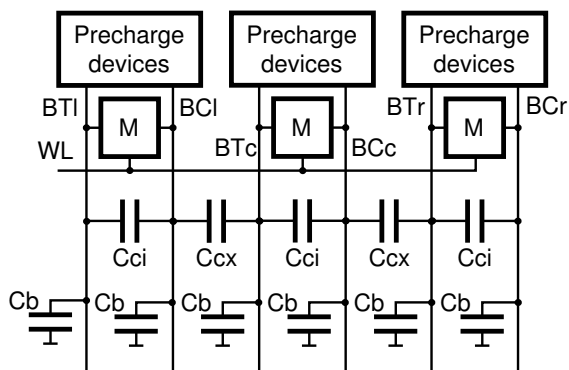 Precharge devices
Precharge devices
Precharge devices
BTl
BCl
BTr
BCr
M
M
M
WL
BTc
BCc
Cci
Ccx
Cci
Ccx
Cci
Cb
Cb
Cb
Cb
Cb
Cb